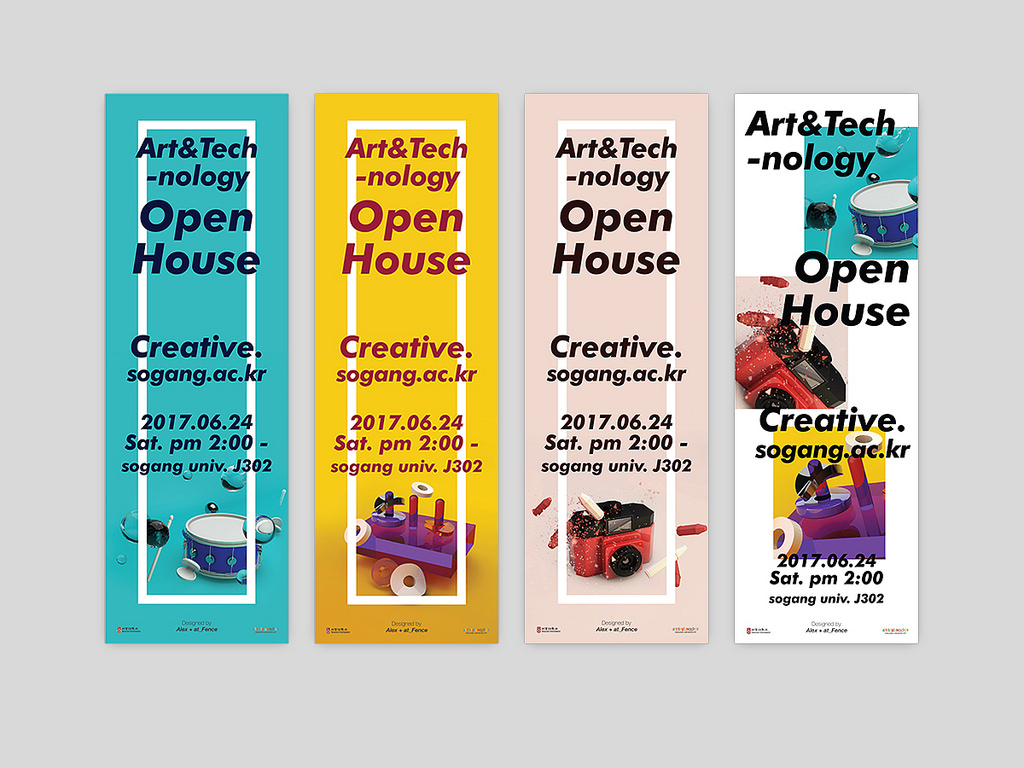 Art&Tech
-nology
Open
House
Creative.
sogang.ac.kr
2017.06.24
Sat. pm 2:00 -
sogang univ. J302
Designed by
Alex + at_Fence
Art&Tech
-nology
Open
House
Creative.
sogang.ac.kr
2017.06.24
Sat. pm 2:00 -
sogang univ. J302
Designed by
Alex + at_Fence
Art&Tech
-nology
Open
House
Creative.
sogang.ac.kr
2017.06.24
Sat. pm 2:00 -
sogang univ. J302
Designed by
Alex + at_Fence
Art&Tech
-nology
Open
House
Creative.
sogang.ac.kr
2017.06.24
Sat. pm 2:00
sogang univ. J302
Designed by
Alex + at_Fence